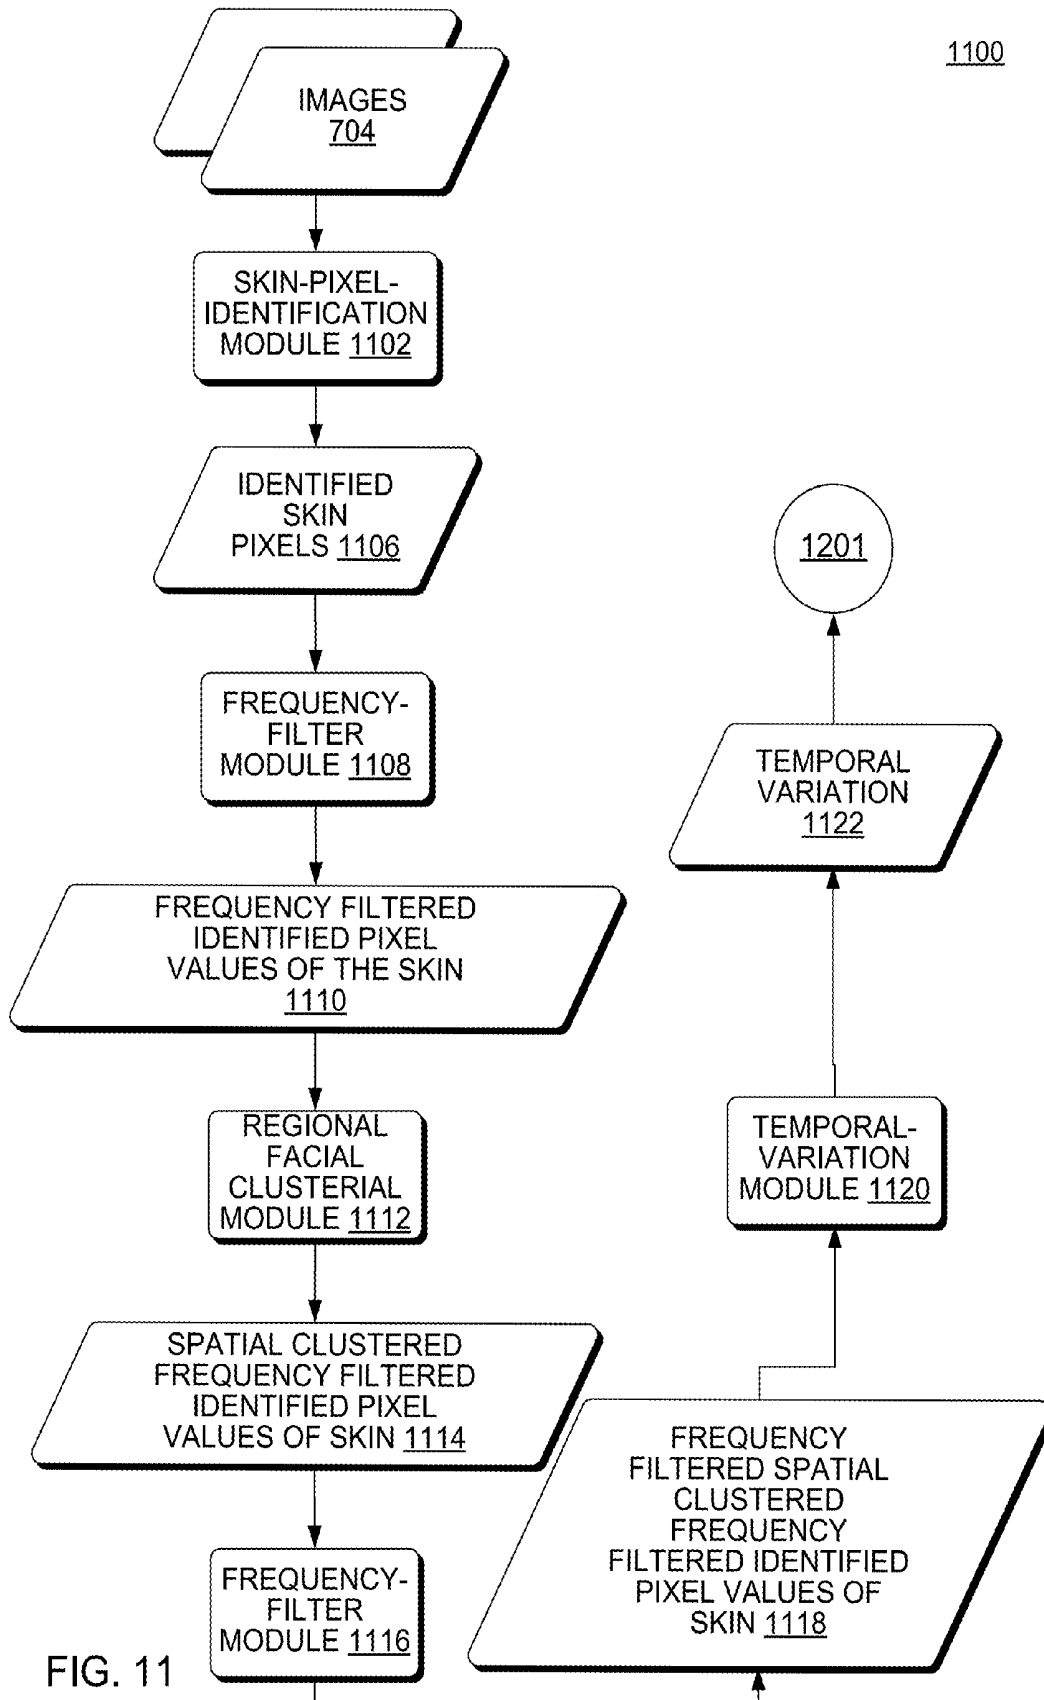 1100
IMAGES
704
SKIN-PIXEL-
IDENTIFICATION
MODULE 1102
IDENTIFIED
SKIN
PIXELS 1106
FREQUENCY-
FILTER
MODULE 1108
FREQUENCY FILTERED
IDENTIFIED PIXEL
VALUES OF THE SKIN
1110
REGIONAL
FACIAL
CLUSTERIAL
MODULE 1112
SPATIAL CLUSTERED
FREQUENCY FILTERED
IDENTIFIED PIXEL
VALUES OF SKIN 1114
FREQUENCY-
FILTER
MODULE 1116
FREQUENCY
FILTERED SPATIAL
CLUSTERED
FREQUENCY
FILTERED IDENTIFIED
PIXEL VALUES OF
SKIN 1118
TEMPORAL-
VARIATION
MODULE 1120
TEMPORAL
VARIATION
1122
1201
FIG. 11